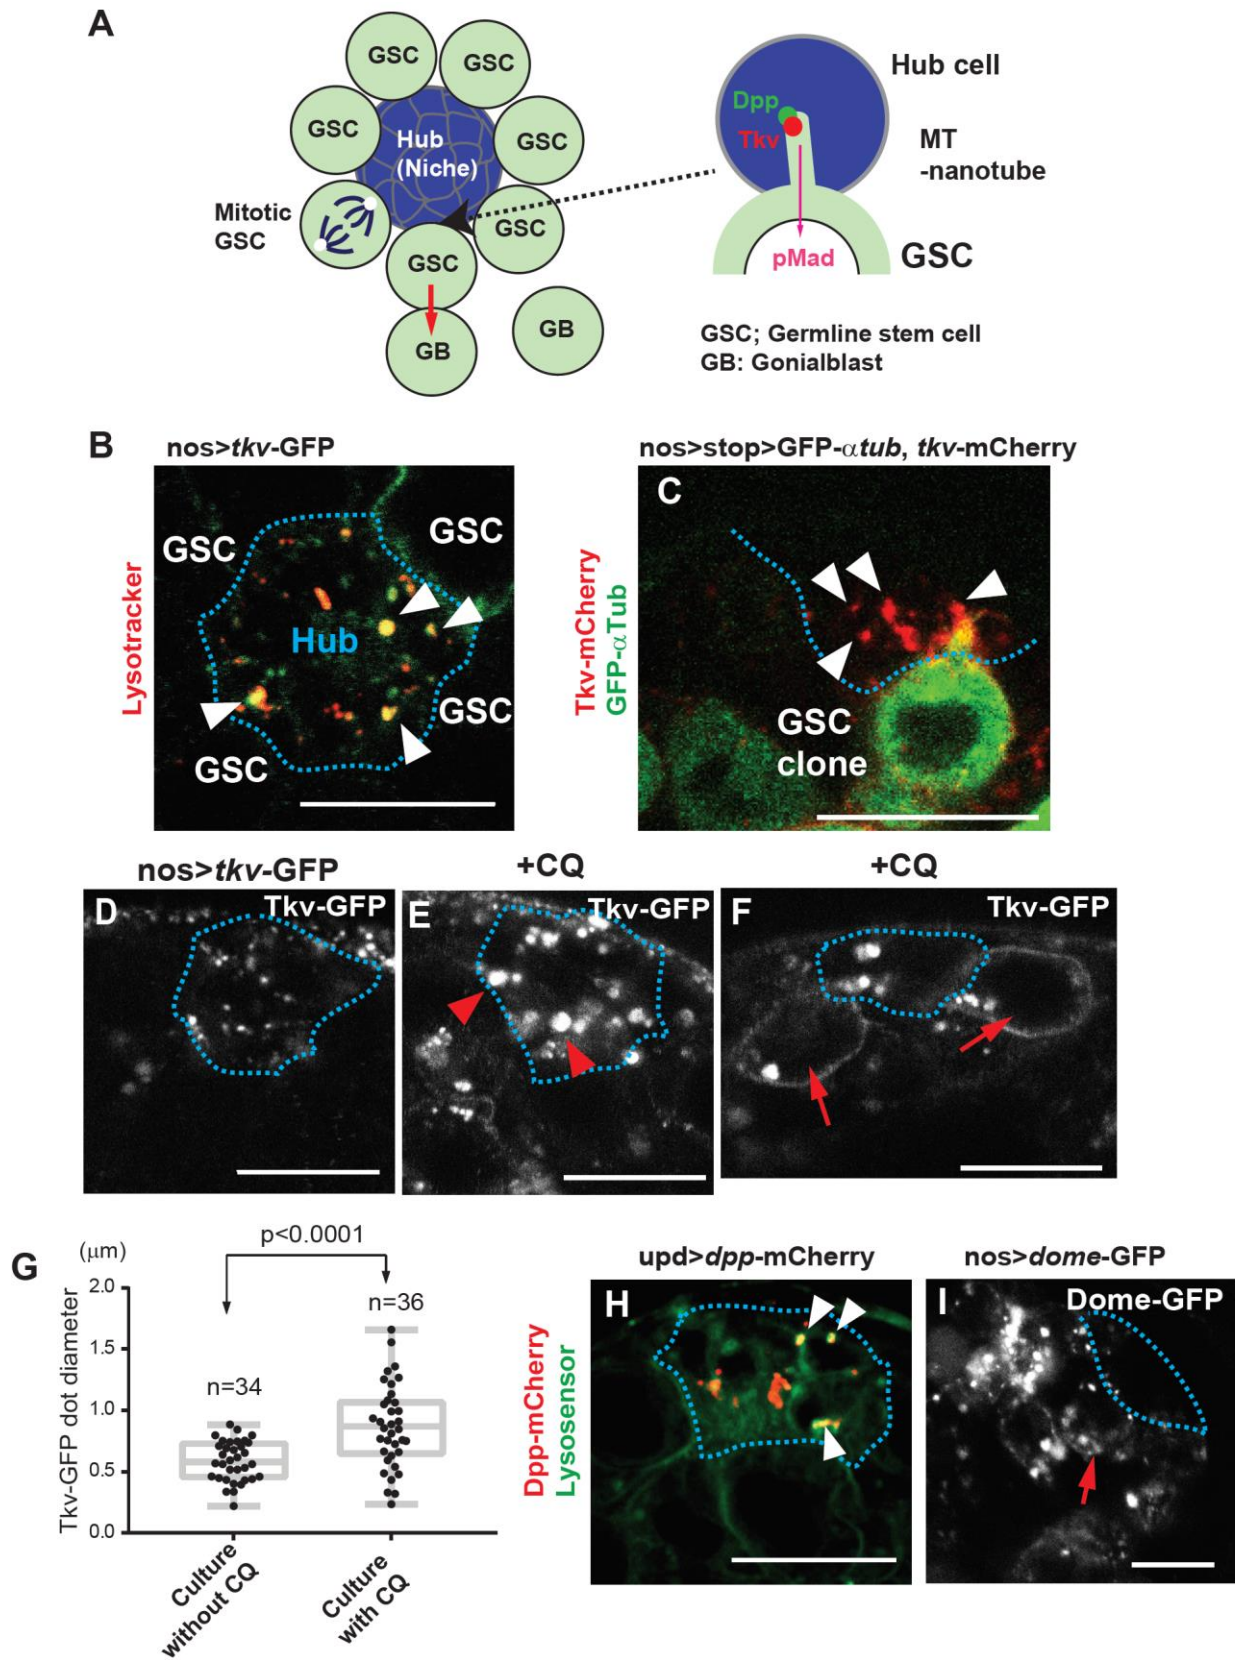 A
GSC
GSC
GSC
GSC
Hub
(Niche)
Mitotic
GSC
GSC
GSC
GB
GB
Hub cell
Dpp
Tkv
MT
-nanotube
pMad
GSC
GSC; Germline stem cell
GB: Gonialblast
B
nos>tkv-GFP
Lysotracker
GSC
GSC
Hub
GSC
GSC
nos>stop>GFP-αtub, tkv-mCherry
C
Tkv-mCherry
GFP-αTub
GSC
clone
nos>tkv-GFP
D
Tkv-GFP
+CQ
E
Tkv-GFP
+CQ
F
Tkv-GFP
G
(μm)
p<0.0001
Tkv-GFP dot diameter
2.0
1.5
1.0
0.5
0.0
n=34
n=36
Culture
without CQ
Culture
with CQ
upd>dpp-mCherry
H
Dpp-mCherry
Lysosensor
nos>dome-GFP
I
Dome-GFP